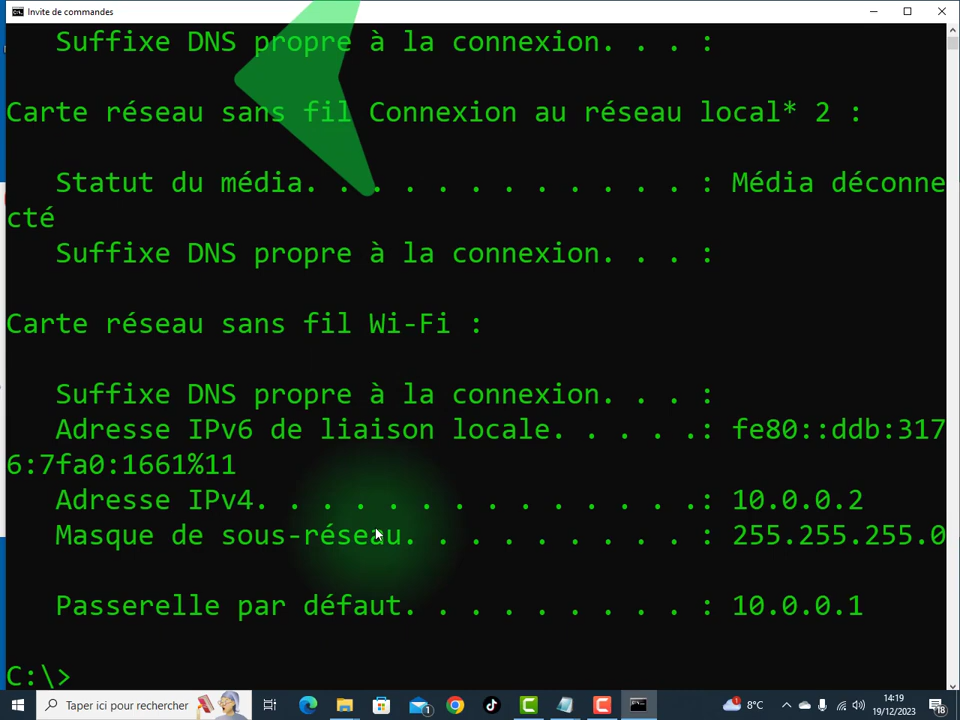 Invite de commandes
Suffixe DNS propre à la connexion. . . :
Carte réseau sans fil Connexion au réseau local* 2 :
Statut du média. . . . . . . . . . . . . : Média déconne
cté
Suffixe DNS propre à la connexion. . . :
Carte réseau sans fil Wi-Fi :
Suffixe DNS propre à la connexion. . . :
Adresse IPv6 de liaison locale. . . . .: fe80::ddb:317
6:7fa0:1661%11
Adresse IPv4. . . . . . . . . . . . . .: 10.0.0.2
Masque de sous-réseau. . . . . . . . . : 255.255.255.0
Passerelle par défaut. . . . . . . . . : 10.0.0.1
C:\>
Taper ici pour rechercher
1
1
8°C
14:19
19/12/2023
18